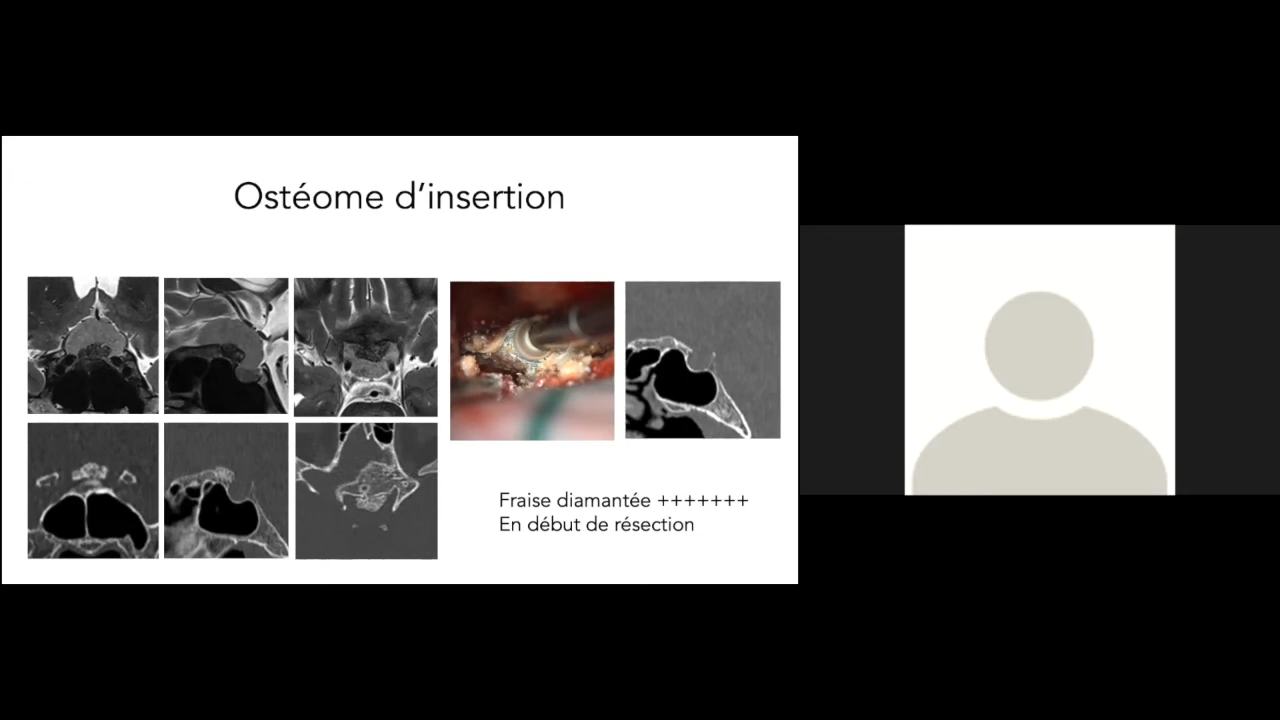 Ostéome d’insertion
Fraise diamantée +++++++
En début de résection